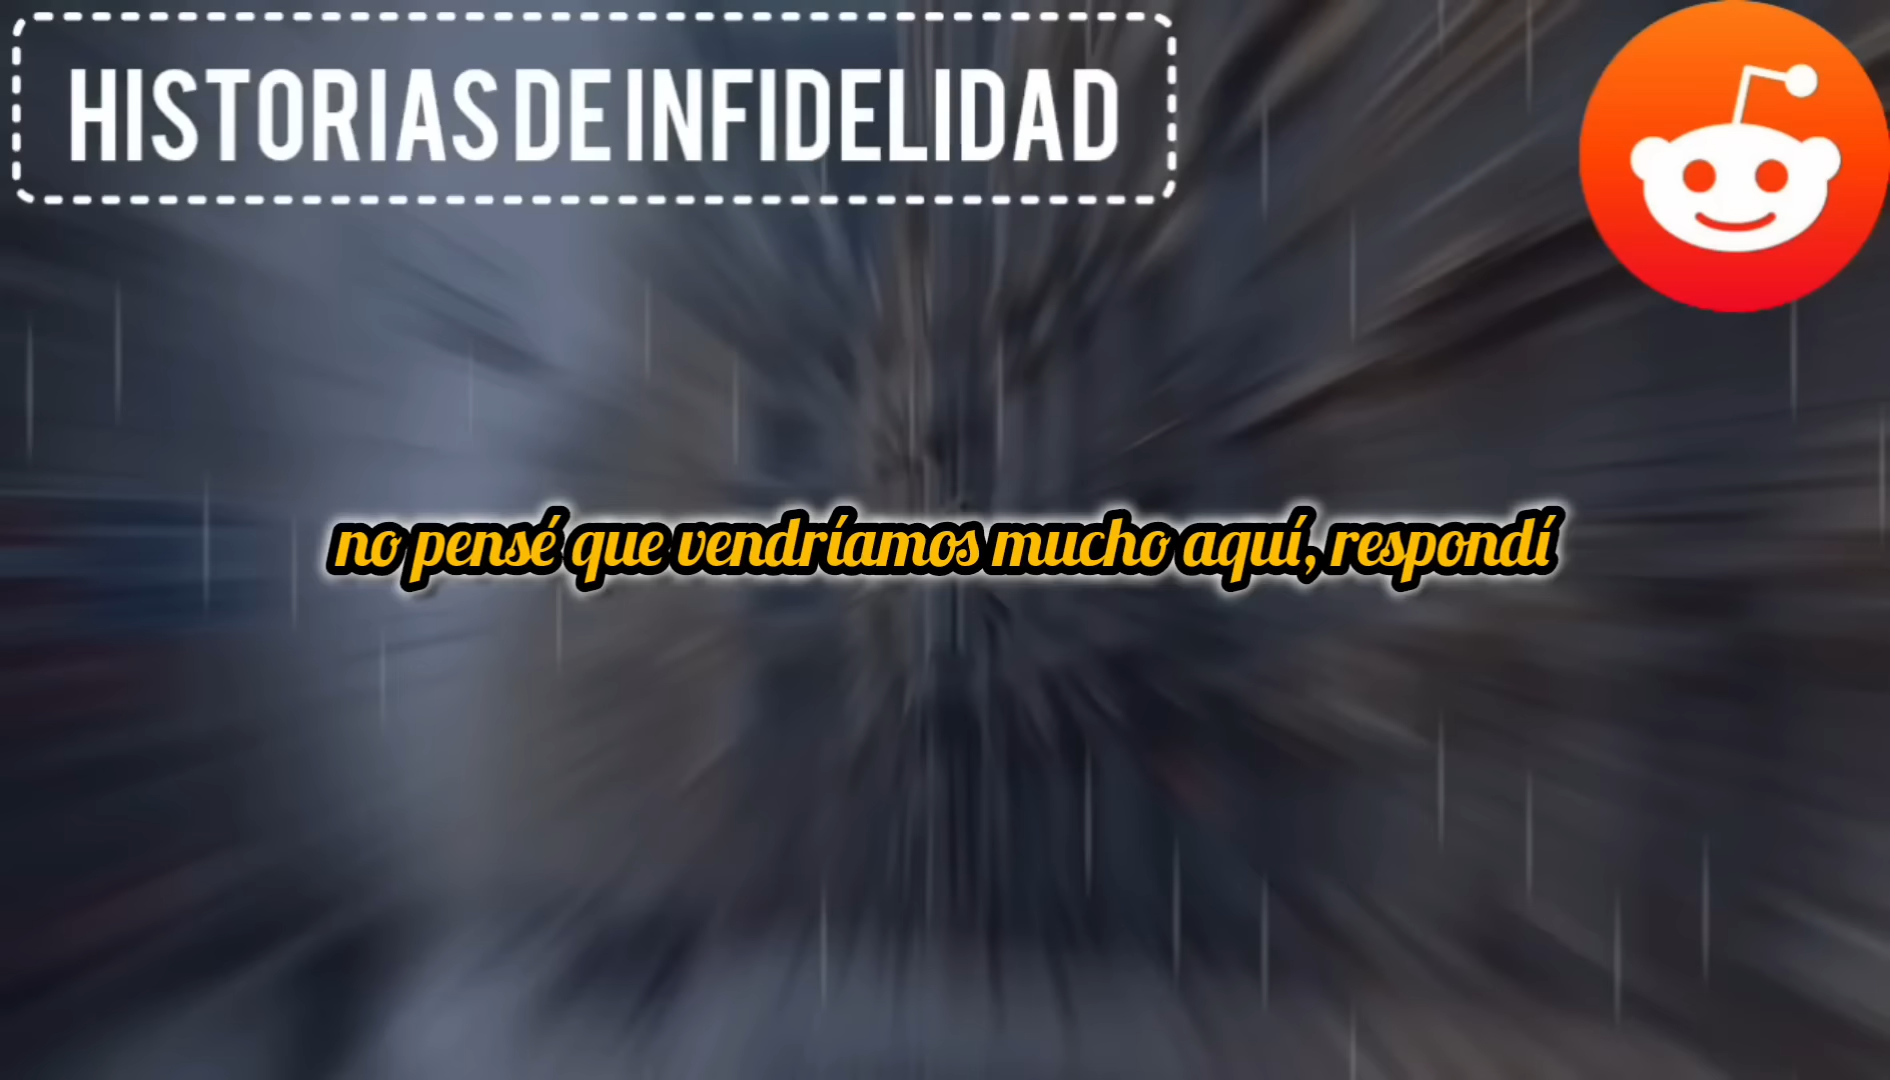 HISTORIAS DE INFIDELIDAD
no pensé que vendríamos mucho aquí, respondí